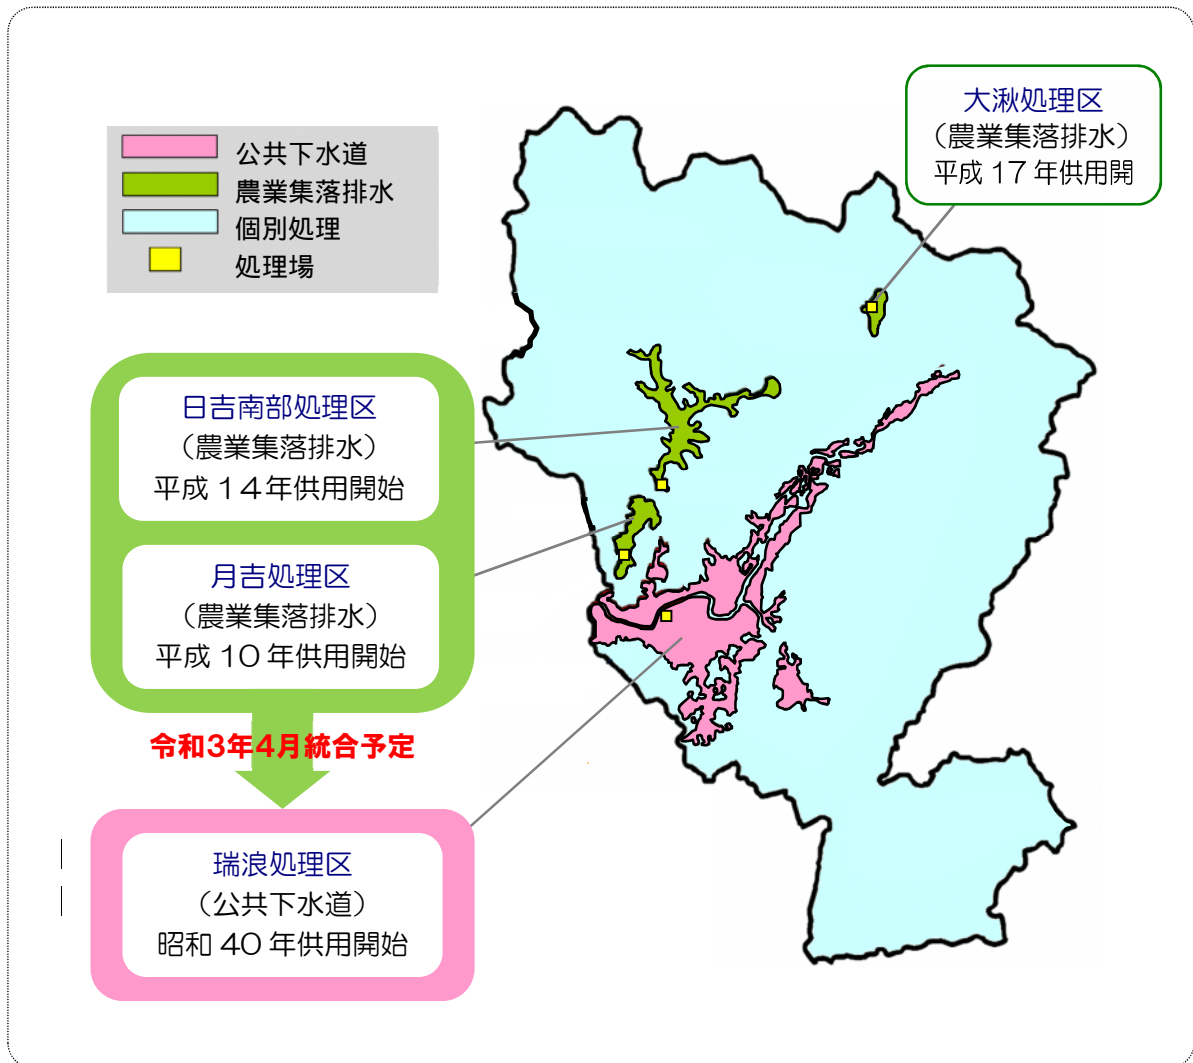 大湫処理区
（農業集落排水）
平成 17 年供用開
公共下水道
農業集落排水
個別処理
処理場
日吉南部処理区
（農業集落排水）
平成 14年供用開始
月吉処理区
（農業集落排水）
平成 10 年供用開始
令和3年4月統合予定
瑞浪処理区
（公共下水道）
昭和 40 年供用開始